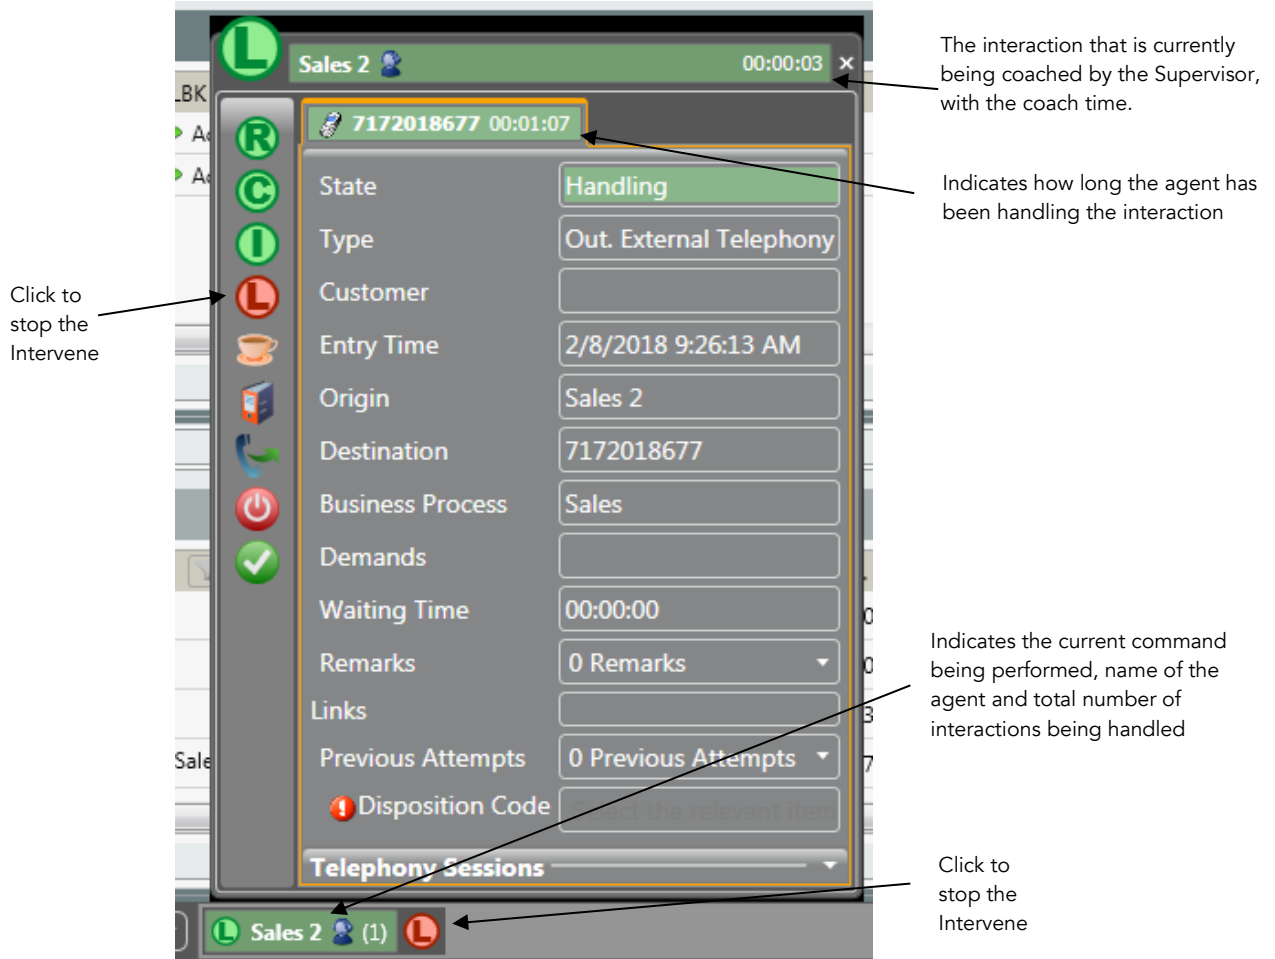 The interaction that is currently
being coached by the Supervisor,
with the coach time.
L
Sales 2
00:00:03
LBK
7172018677 00:01:07
R
C
I
L
State
Handling
Indicates how long the agent has
been handling the interaction
Type
Out. External Telephony
Click to
stop the
Intervene
Customer
Entry Time
2/8/2018 9:26:13 AM
Origin
Sales 2
Destination
7172018677
Business Process
Sales
Demands
Waiting Time
00:00:00
Remarks
0 Remarks
Links
Previous Attempts
0 Previous Attempts
Disposition Code
Select the relevant item
Telephony Sessions
Indicates the current command
being performed, name of the
agent and total number of
interactions being handled
Click to
stop the
Intervene
L Sales 2 (1) L